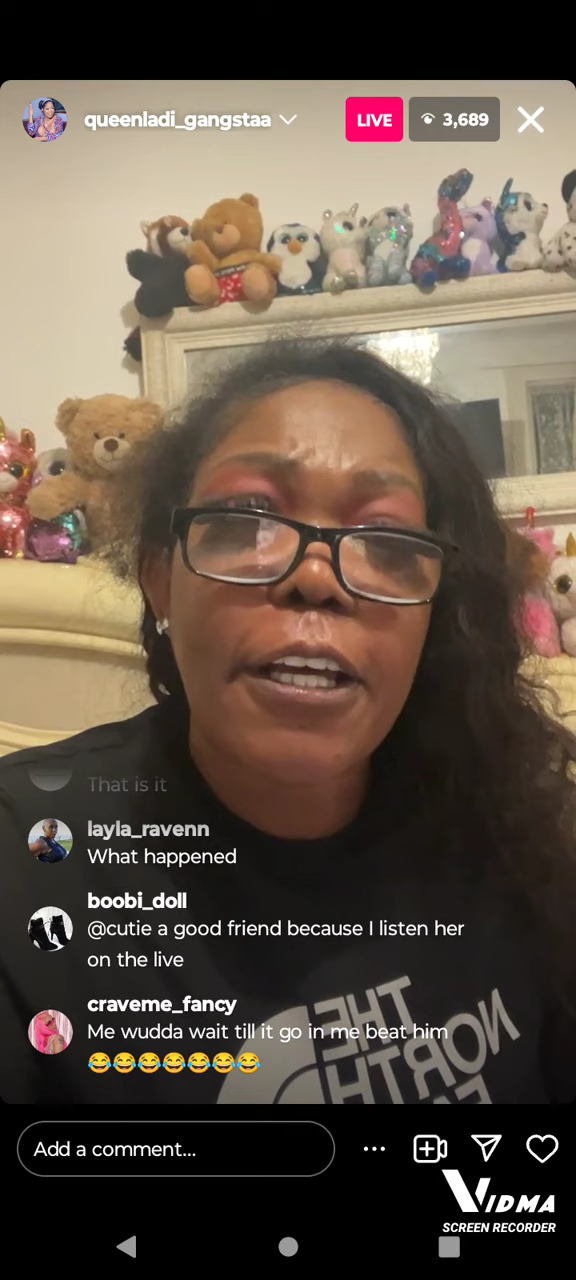 queenladi_gangstaa
LIVE
3,689
That is it
layla_ravenn
What happened
boobi_doll
@cutie a good friend because I listen her
on the live
craveme_fancy
Me wudda wait till it go in me beat him
😂😂😂😂😂😂😂
THE
NORTH
Add a comment...
VIDMA
SCREEN RECORDER